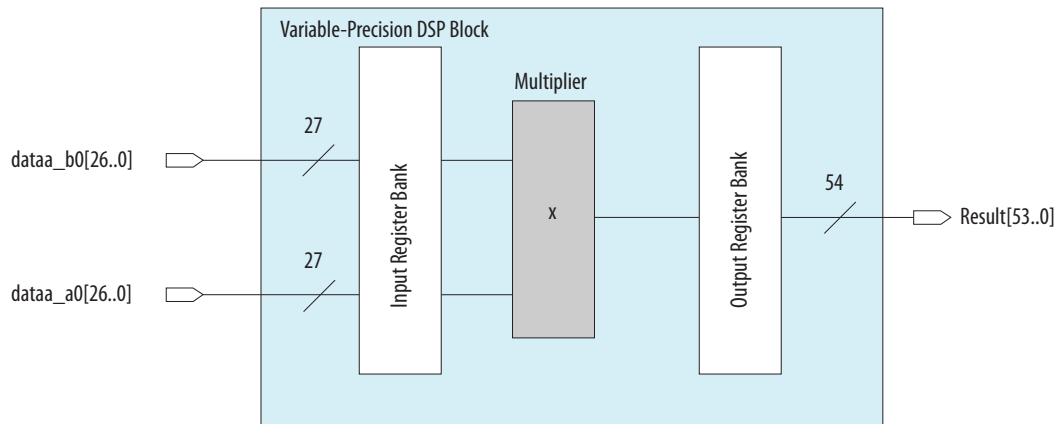 Variable-Precision DSP Block
Multiplier
27
dataa_b0[26..0]
54
Input Register Bank
x
Output Register Bank
Result[53..0]
27
dataa_a0[26..0]